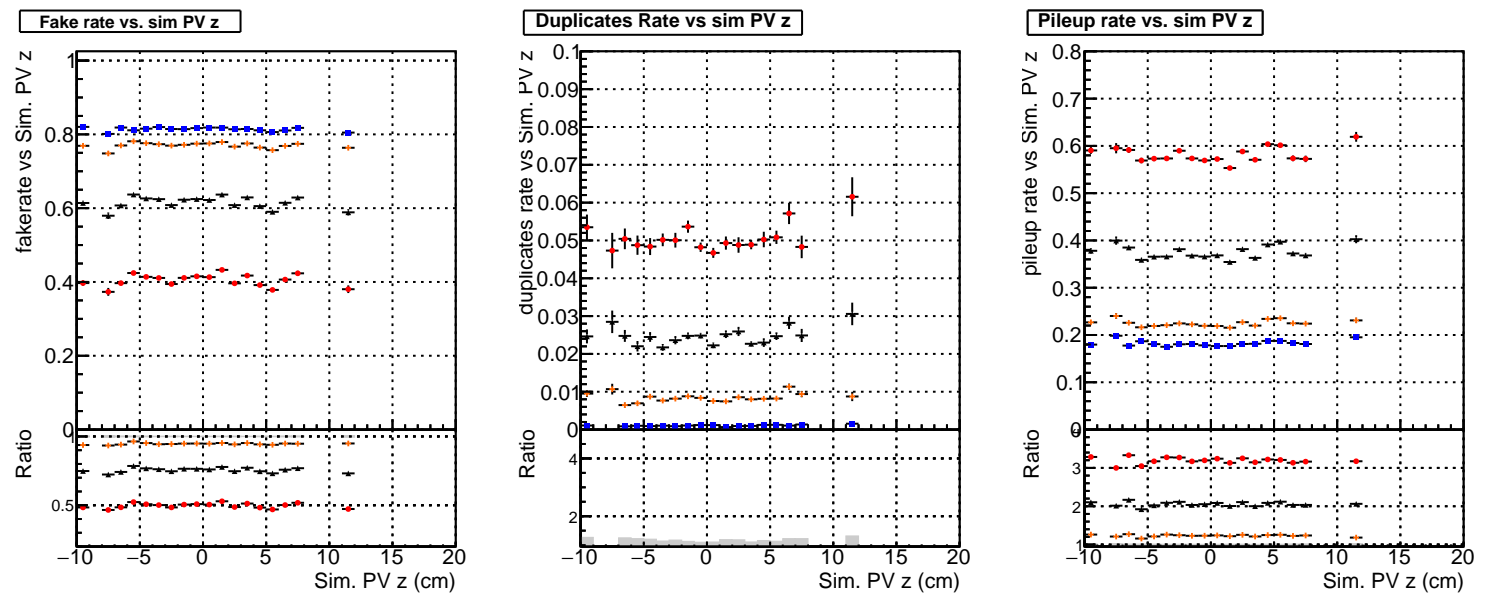 Fake rate vs. sim PV z
fakerate vs Sim. PV z
1
0.8
0.6
0.4
0.2
0
Ratio
0.5
−10 −5 0 5 10 15 20
Sim. PV z (cm)
Duplicates Rate vs sim PV z
duplicates rate vs Sim. PV z
0.1
0.09
0.08
0.07
0.06
0.05
0.04
0.03
0.02
0.01
0
Ratio
4
2
−10 −5 0 5 10 15 20
Sim. PV z (cm)
Pileup rate vs. sim PV z
pileup rate vs Sim. PV z
0.8
0.7
0.6
0.5
0.4
0.3
0.2
0.1
0
Ratio
3
2
1
−10 −5 0 5 10 15 20
Sim. PV z (cm)